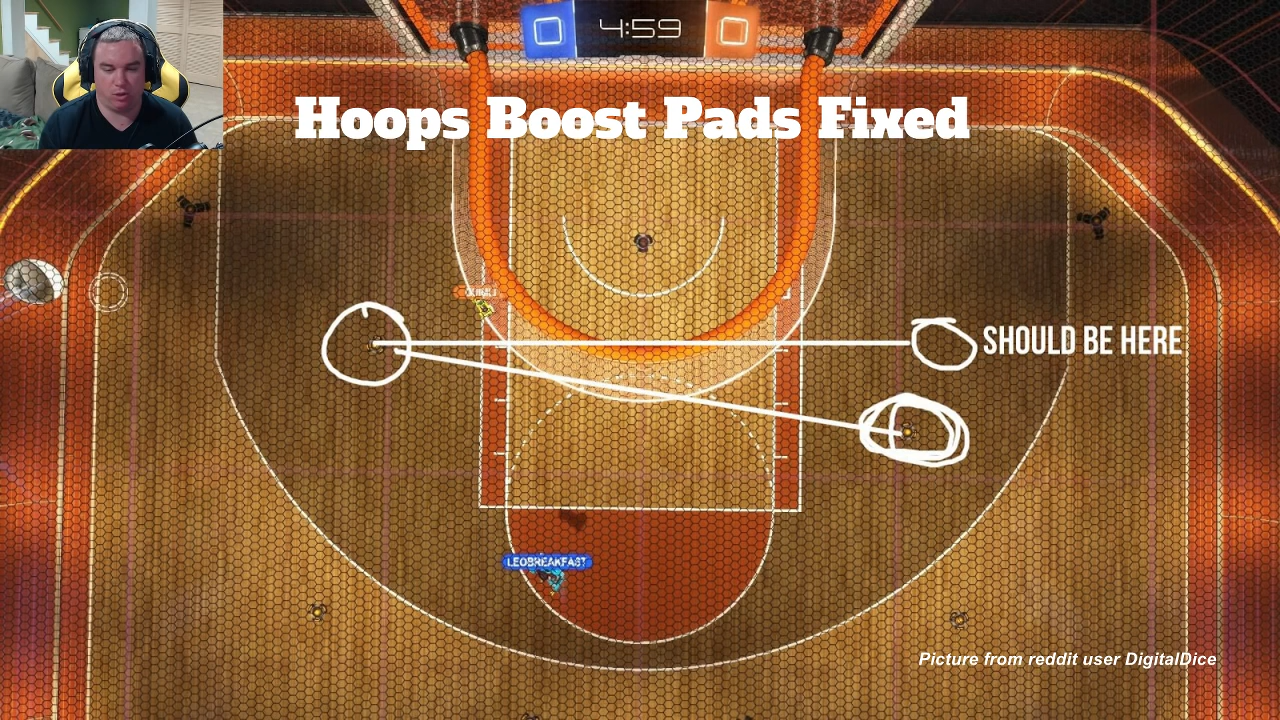 0 4:59 0
Hoops Boost Pads Fixed
SHOULD BE HERE
LEOBREAKFAST
Picture from reddit user DigitalDice